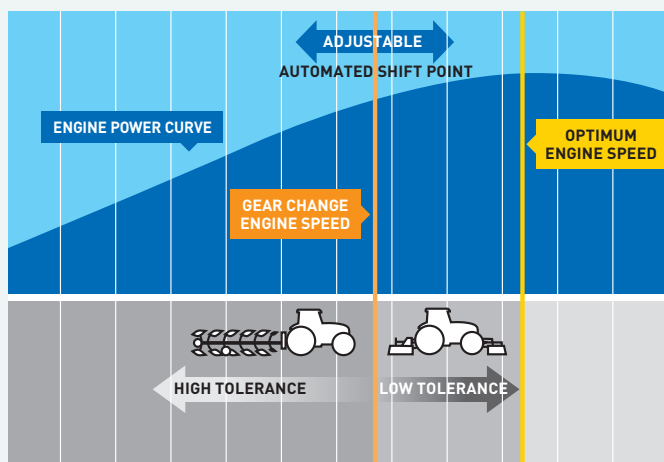 ADJUSTABLE
AUTOMATED SHIFT POINT
ENGINE POWER CURVE
OPTIMUM
ENGINE SPEED
GEAR CHANGE
ENGINE SPEED
HIGH TOLERANCE
LOW TOLERANCE